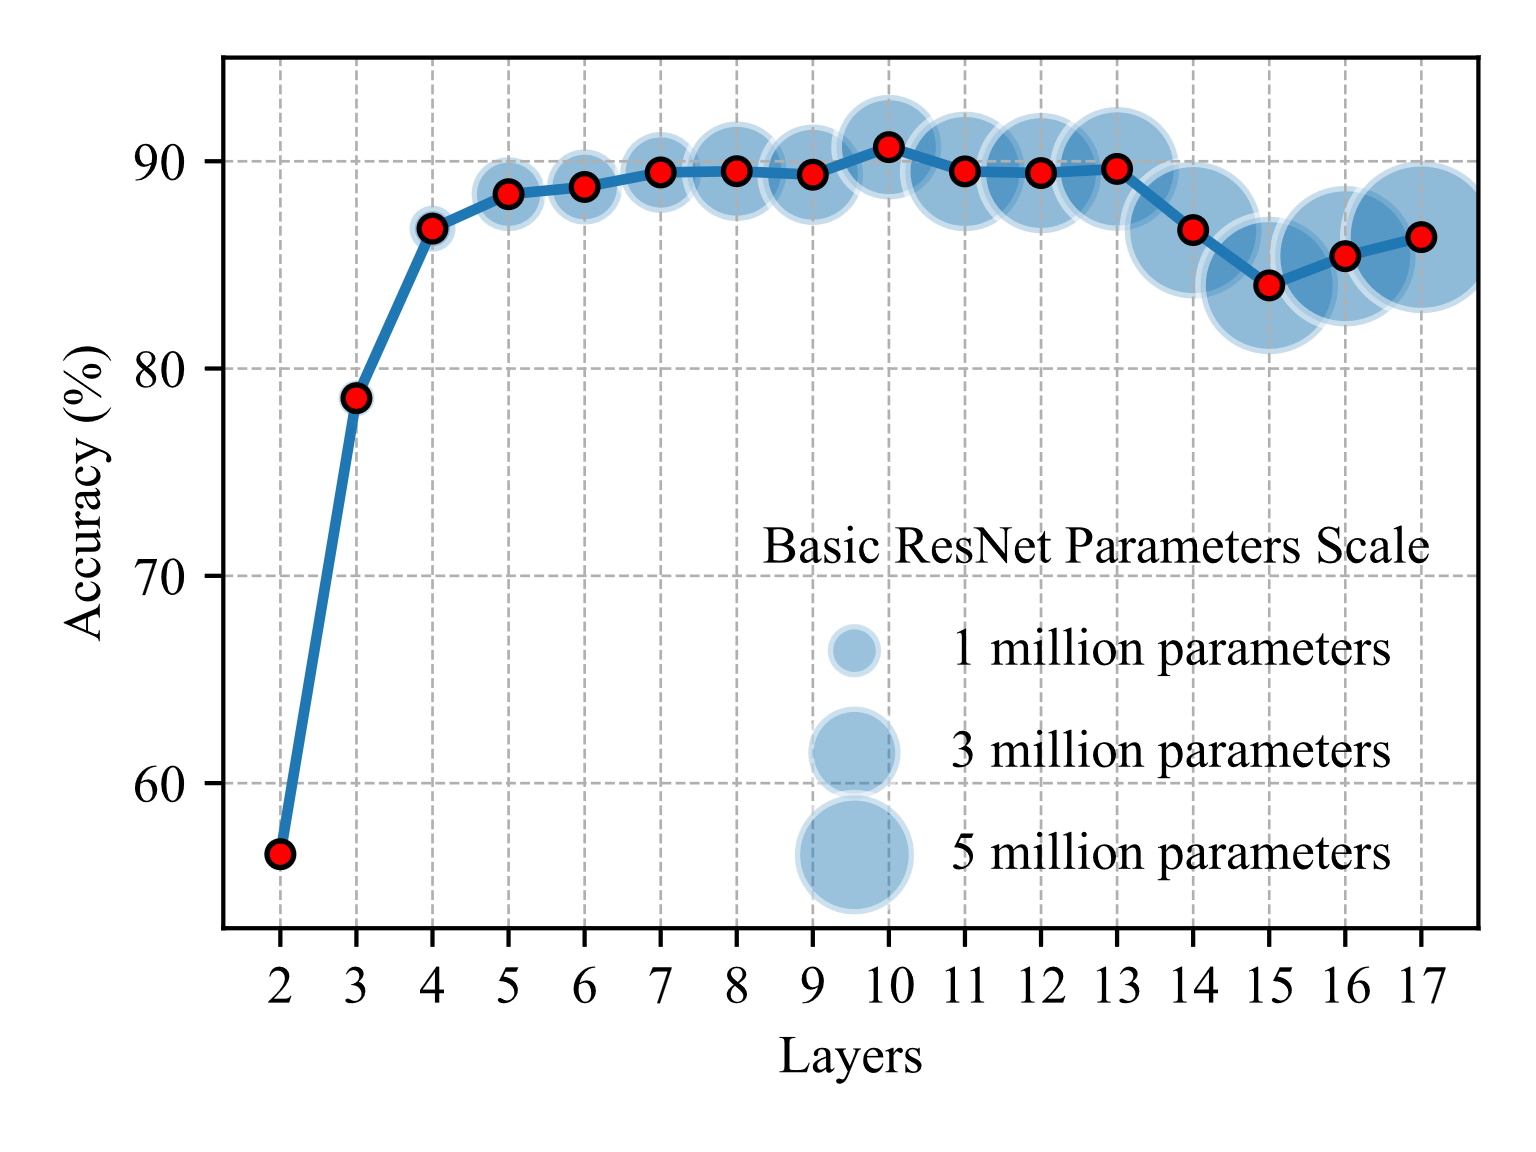 90
80
70
60
Accuracy (%)
Basic ResNet Parameters Scale
1 million parameters
3 million parameters
5 million parameters
2 3 4 5 6 7 8 9 10 11 12 13 14 15 16 17
Layers